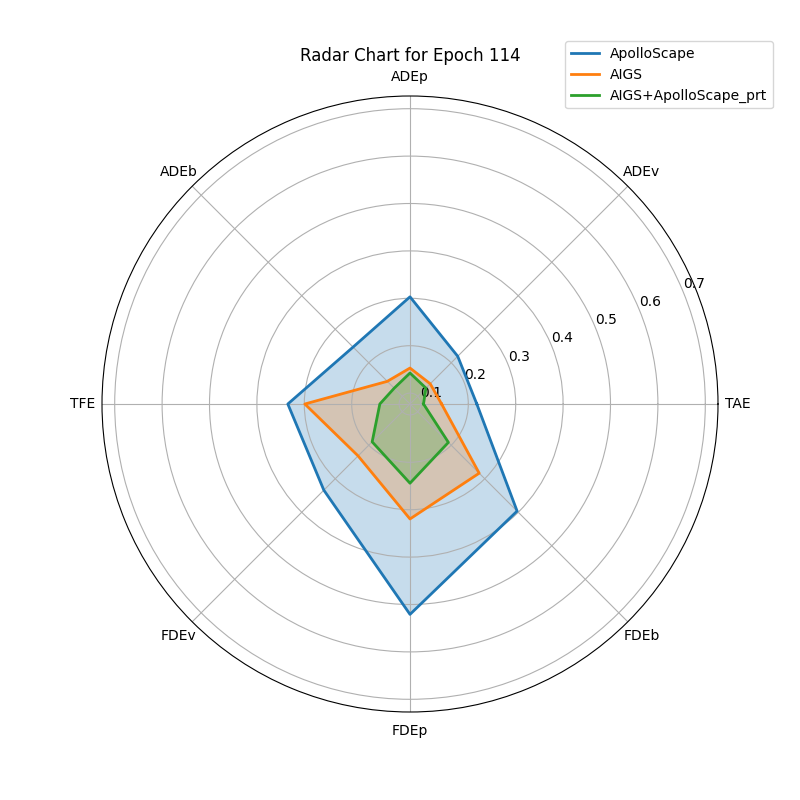 Radar Chart for Epoch 114
ApolloScape
AIGS
AIGS+ApolloScape_prt
ADEp
ADEb
ADEv
TFE
TAE
FDEv
FDEb
FDEp
0.1
0.2
0.3
0.4
0.5
0.6
0.7